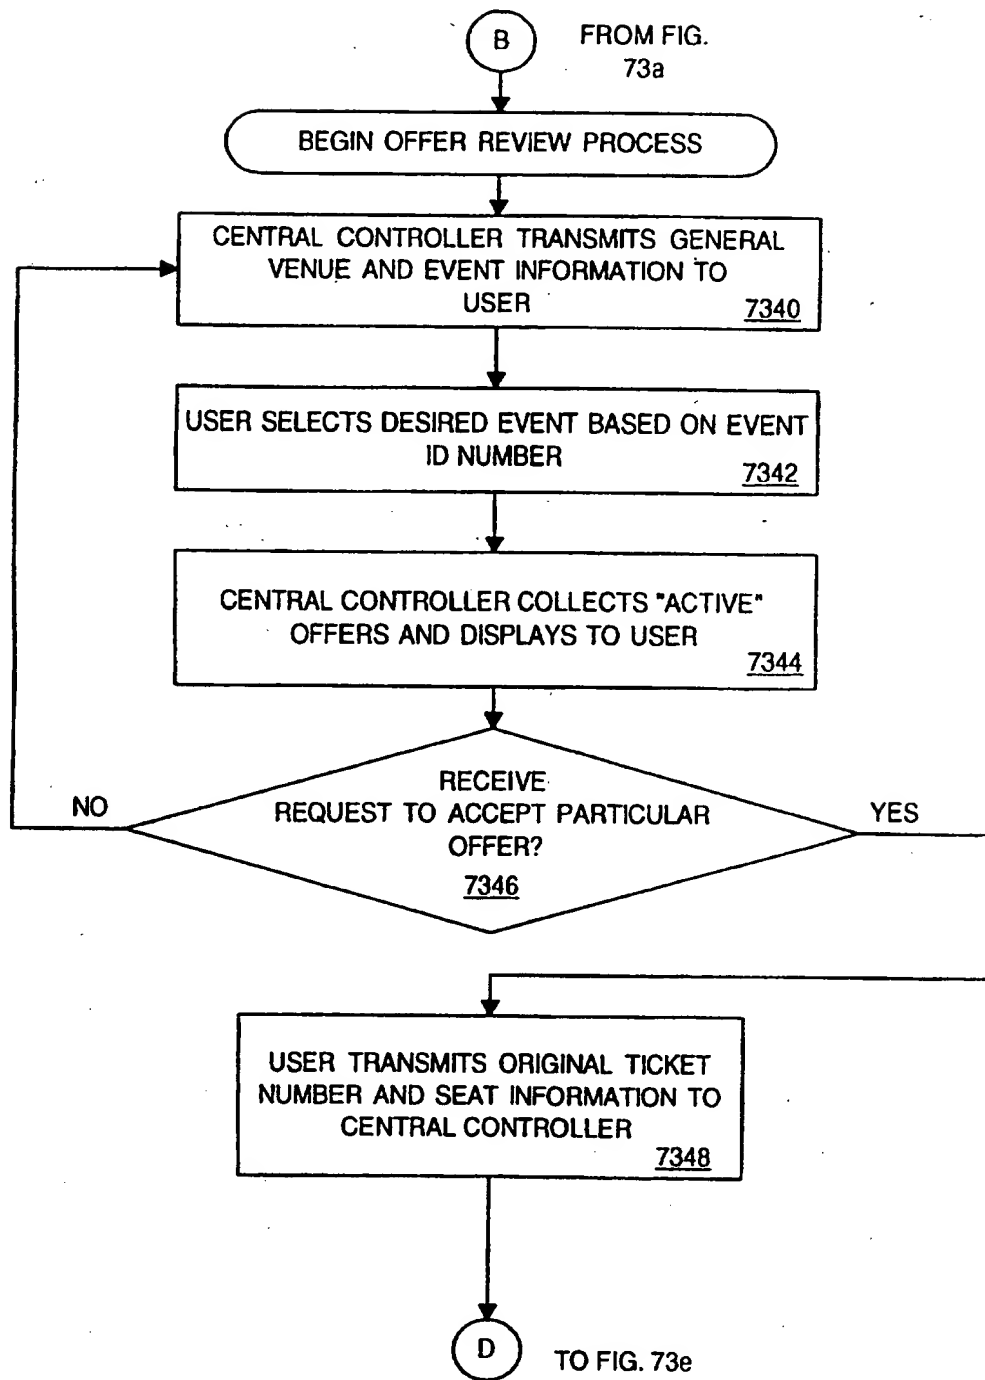 B
FROM FIG.
73a
BEGIN OFFER REVIEW PROCESS
CENTRAL CONTROLLER TRANSMITS GENERAL
VENUE AND EVENT INFORMATION TO
USER
7340
USER SELECTS DESIRED EVENT BASED ON EVENT
ID NUMBER
7342
CENTRAL CONTROLLER COLLECTS "ACTIVE"
OFFERS AND DISPLAYS TO USER
7344
RECEIVE
REQUEST TO ACCEPT PARTICULAR
OFFER?
7346
NO
YES
USER TRANSMITS ORIGINAL TICKET
NUMBER AND SEAT INFORMATION TO
CENTRAL CONTROLLER
7348
D
TO FIG. 73e